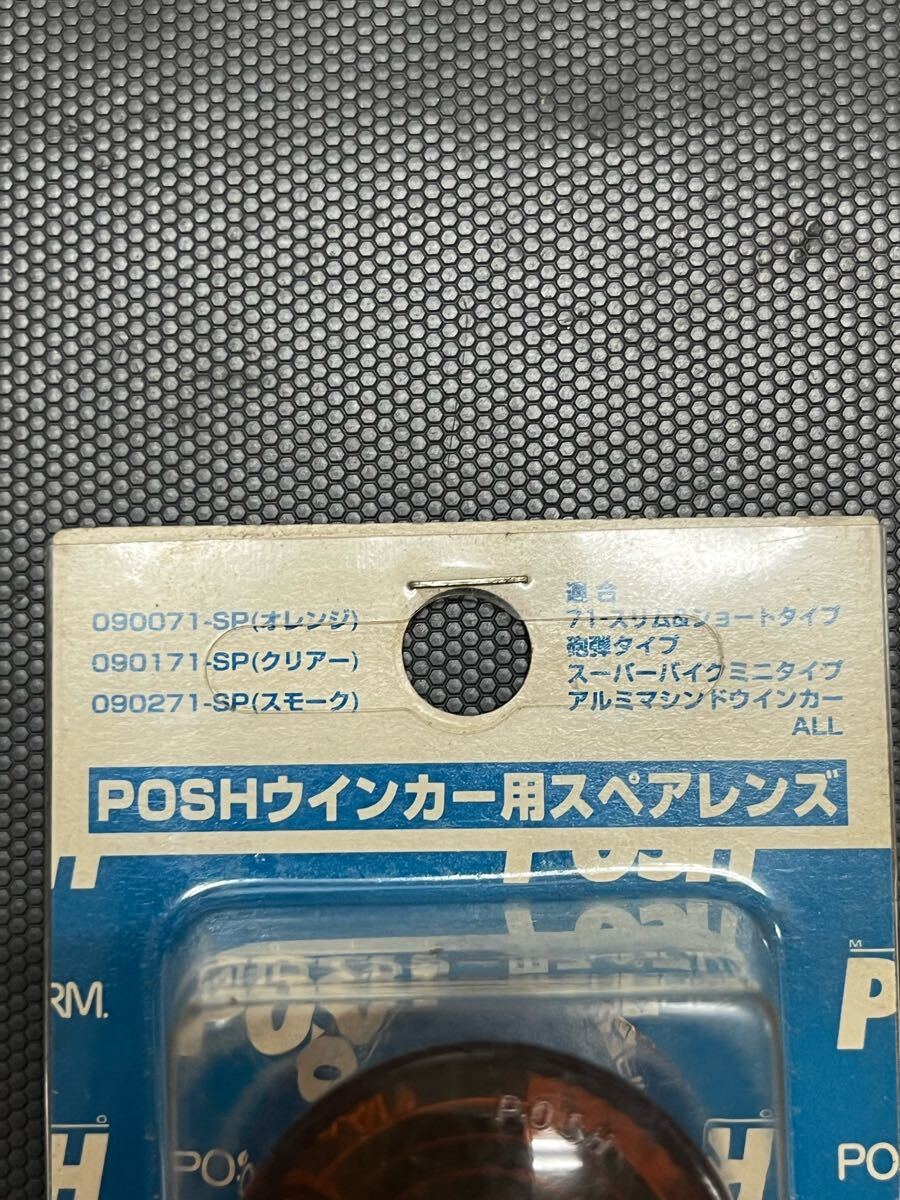 090071-SP(オレンジ)
090171-SP(クリアー)
090271-SP(スモーク)
適合
71-スリム&ショートタイプ
砲弾タイプ
スーパーバイクミニタイプ
アルミマシンドウインカー
ALL
POSHウインカー用スペアレンズ
POSH
RM.
POSH
PO